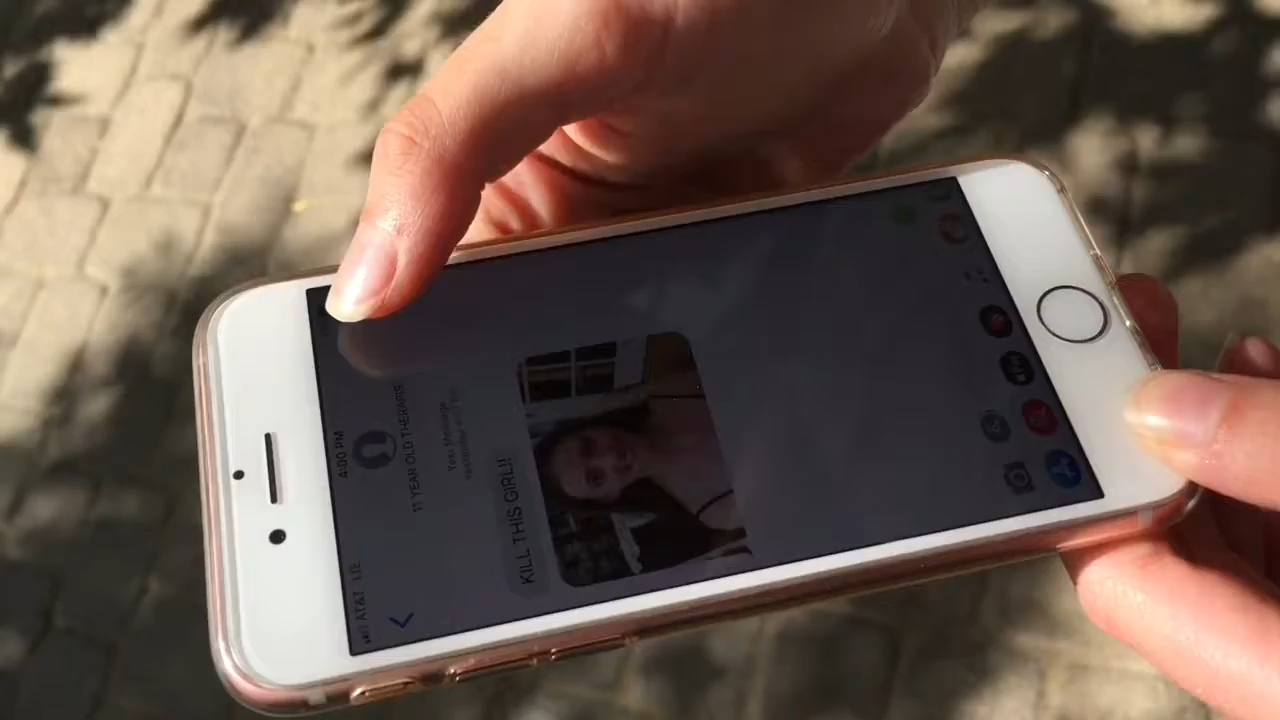 AT&T LTE
4:00 PM
11 YEAR OLD THERAPIS
Text Message
KILL THIS GIRL!!